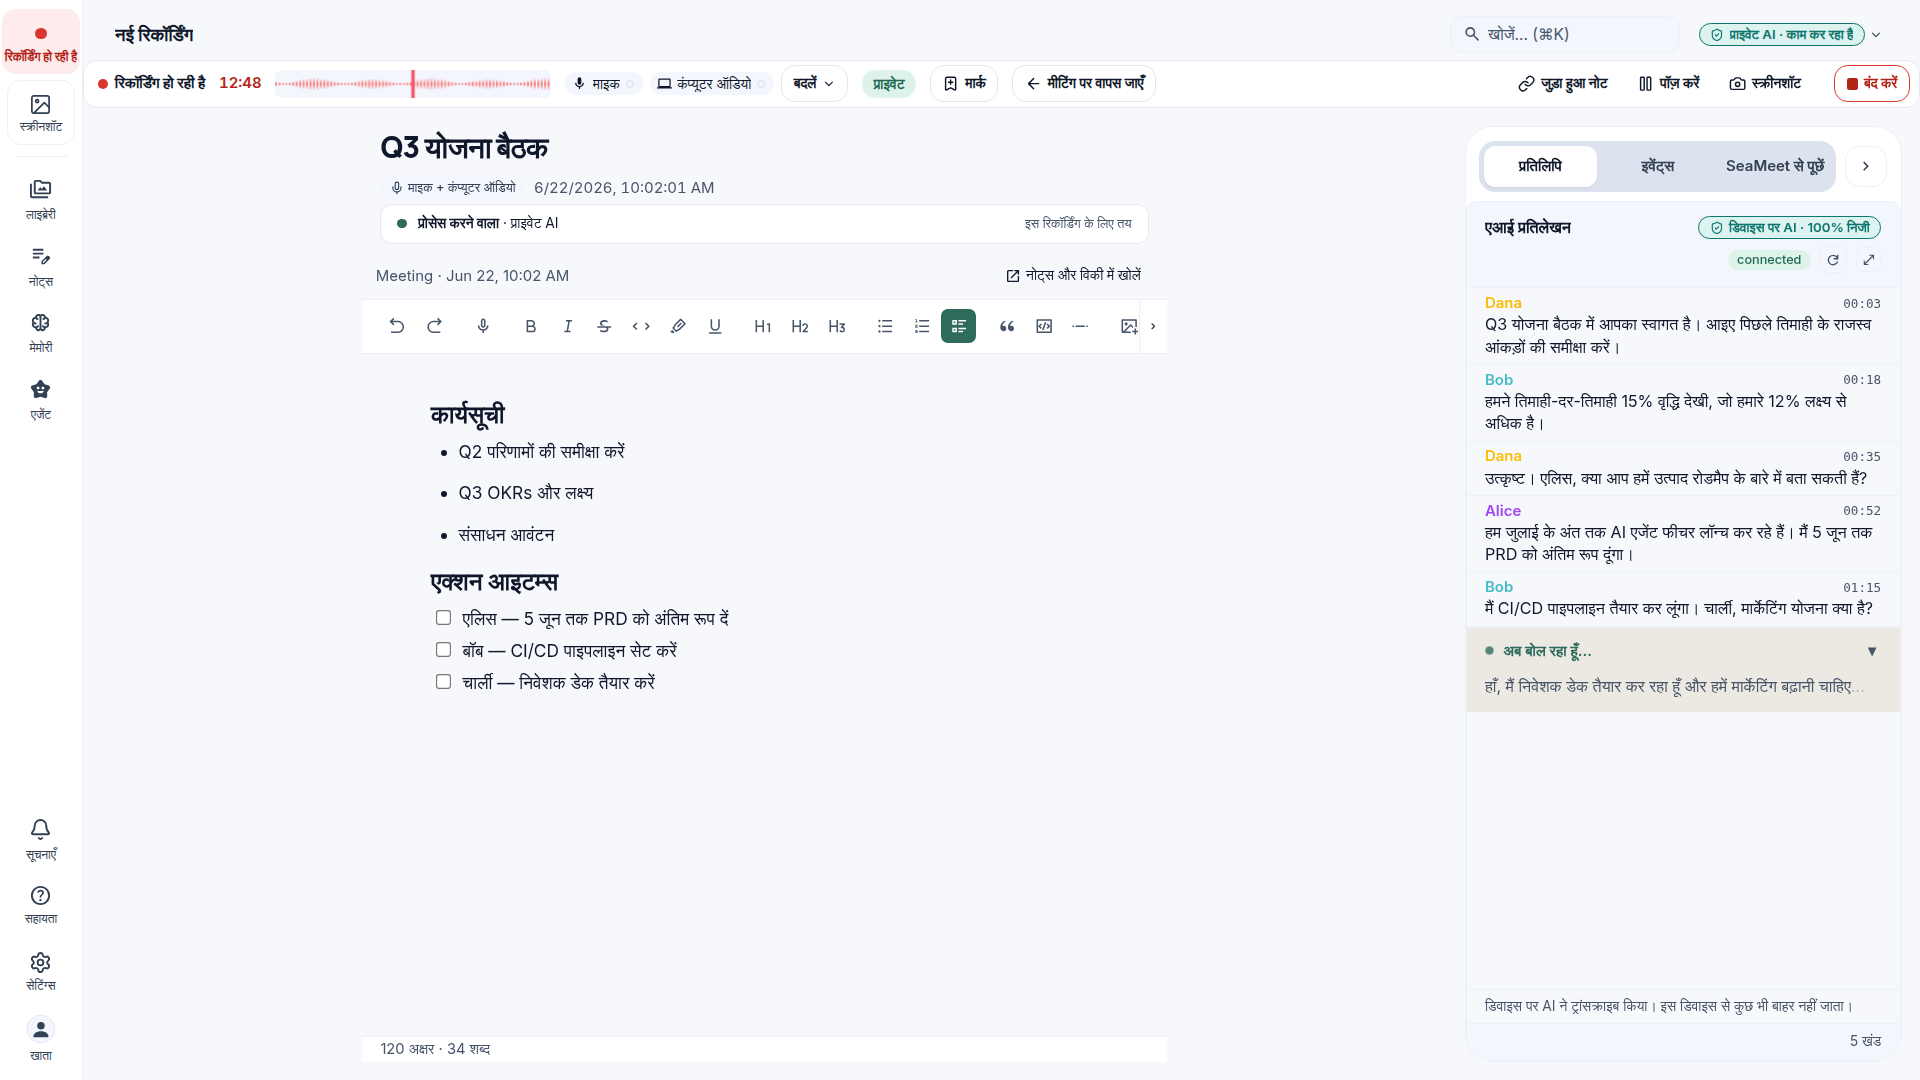 रिकॉर्डिंग हो रही है
स्क्रीनशॉट
लाइब्रेरी
नोट्स
मेमोरी
एजेंट
सूचनाएँ
सहायता
सेटिंग्स
खाता
नई रिकॉर्डिंग
खोजें... (⌘K)
प्राइवेट AI · काम कर रहा है
रिकॉर्डिंग हो रही है 12:48 माइक कंप्यूटर ऑडियो बदलें प्राइवेट मार्क मीटिंग पर वापस जाएँ जुड़ा हुआ नोट पॉज़ करें स्क्रीनशॉट बंद करें
Q3 योजना बैठक
माइक + कंप्यूटर ऑडियो 6/22/2026, 10:02:01 AM
प्रोसेस करने वाला · प्राइवेट AI इस रिकॉर्डिंग के लिए तय
Meeting · Jun 22, 10:02 AM नोट्स और विकी में खोलें
B I S U H1 H2 H3
कार्यसूची
• Q2 परिणामों की समीक्षा करें
• Q3 OKRs और लक्ष्य
• संसाधन आवंटन
एक्शन आइटम्स
एलिस — 5 जून तक PRD को अंतिम रूप दें
बॉब — CI/CD पाइपलाइन सेट करें
चार्ली — निवेशक डेक तैयार करें
120 अक्षर · 34 शब्द
प्रतिलिपि इवेंट्स SeaMeet से पूछें
एआई प्रतिलेखन डिवाइस पर AI · 100% निजी
connected
Dana 00:03
Q3 योजना बैठक में आपका स्वागत है। आइए पिछले तिमाही के राजस्व
आंकड़ों की समीक्षा करें।
Bob 00:18
हमने तिमाही-दर-तिमाही 15% वृद्धि देखी, जो हमारे 12% लक्ष्य से
अधिक है।
Dana 00:35
उत्कृष्ट। एलिस, क्या आप हमें उत्पाद रोडमैप के बारे में बता सकती हैं?
Alice 00:52
हम जुलाई के अंत तक AI एजेंट फीचर लॉन्च कर रहे हैं। मैं 5 जून तक
PRD को अंतिम रूप दूंगा।
Bob 01:15
मैं CI/CD पाइपलाइन तैयार कर लूंगा। चार्ली, मार्केटिंग योजना क्या है?
अब बोल रहा हूँ... ▼
हाँ, मैं निवेशक डेक तैयार कर रहा हूँ और हमें मार्केटिंग बढ़ानी चाहिए...
डिवाइस पर AI ने ट्रांसक्राइब किया। इस डिवाइस से कुछ भी बाहर नहीं जाता।
5 खंड